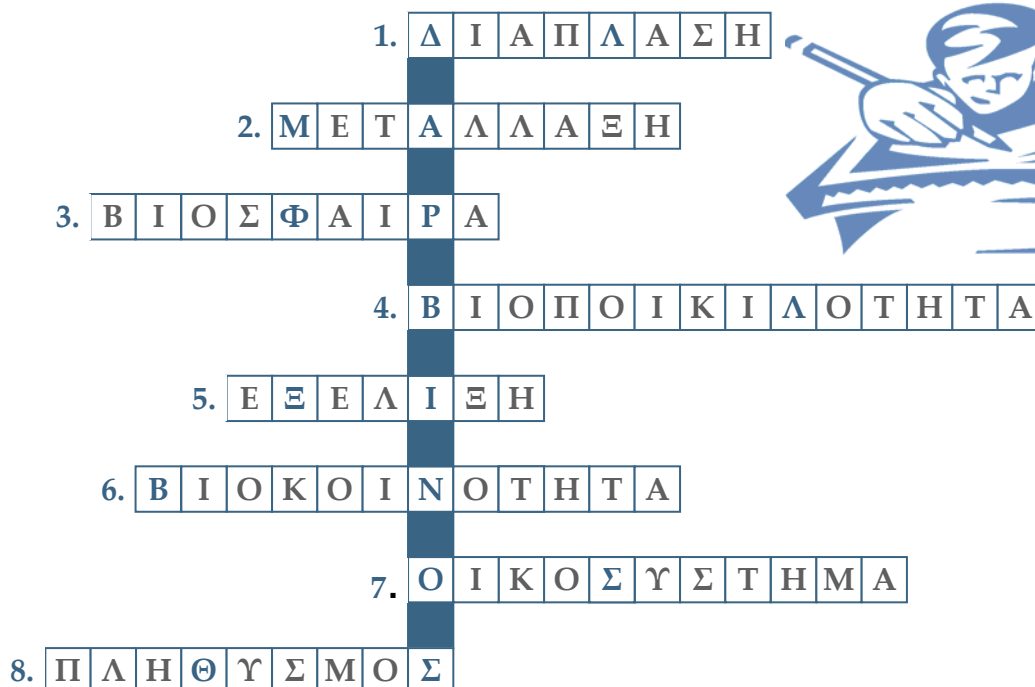 1. ΔΙΑΠΛΑΣΗ
2. ΜΕΤΑΛΛΑΞΗ
3. ΒΙΟΣΦΑΙΡΑ
4. ΒΙΟΠΟΙΚΙΛΟΤΗΤΑ
5. ΕΞΕΛΙΞΗ
6. ΒΙΟΚΟΙΝΟΤΗΤΑ
7. ΟΙΚΟΣΥΣΤΗΜΑ
8. ΠΛΗΘΥΣΜΟΣ